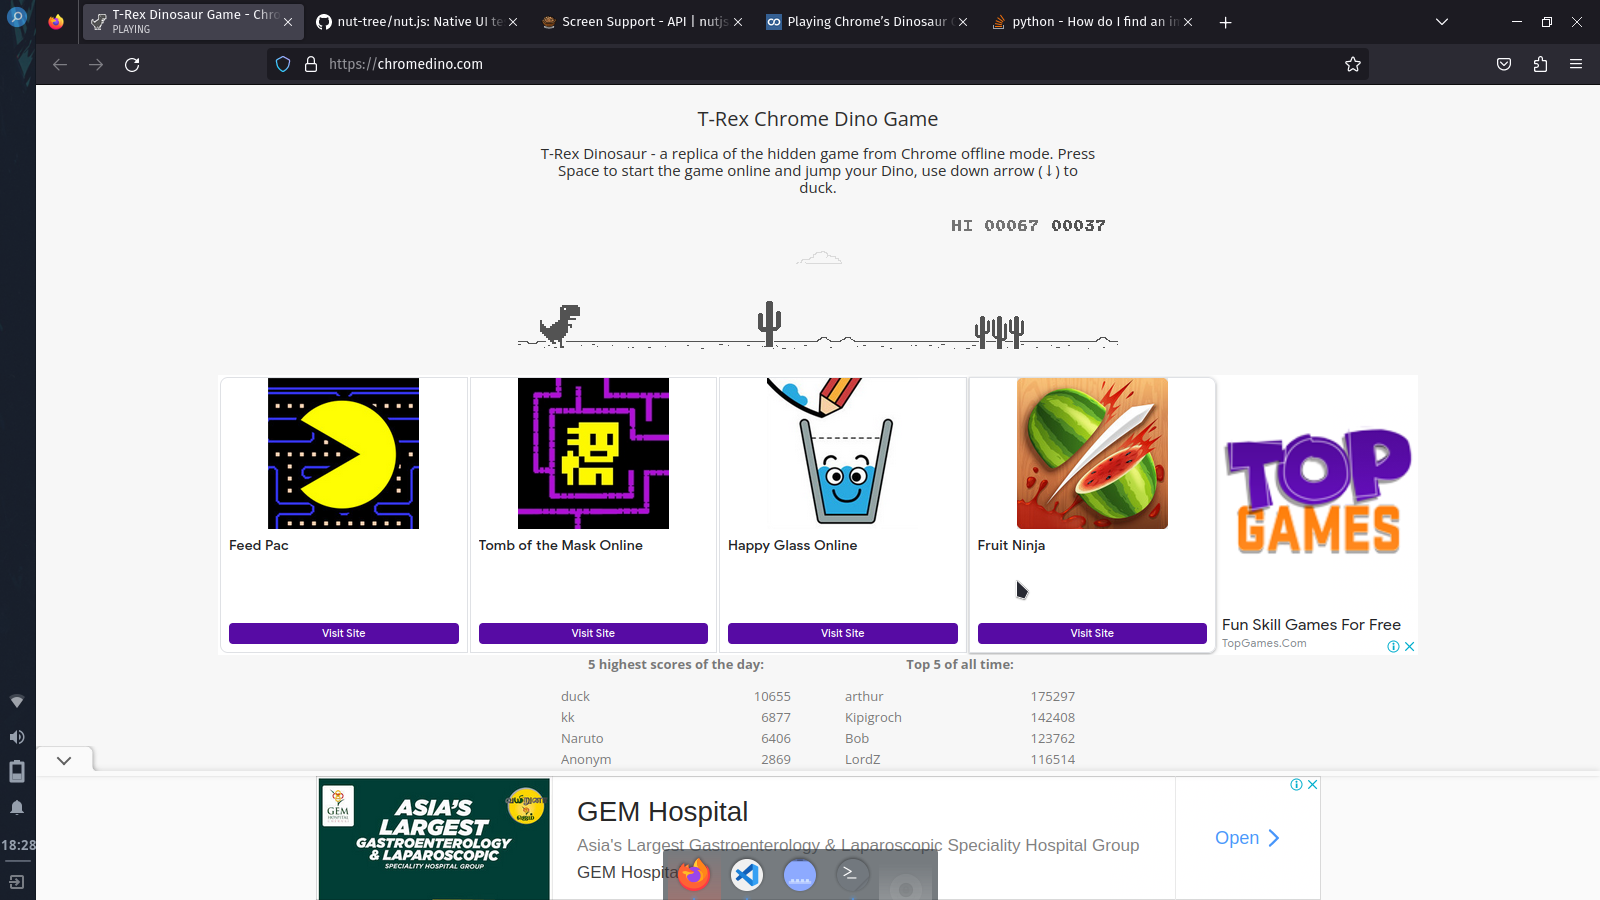 T-Rex Dinosaur Game - Chro
PLAYING
nut-tree/nut.js: Native UI te
Screen Support - API | nutjs
Playing Chrome's Dinosaur G
python - How do I find an im
https://chromedino.com
T-Rex Chrome Dino Game
T-Rex Dinosaur - a replica of the hidden game from Chrome offline mode. Press
Space to start the game online and jump your Dino, use down arrow (↓) to
duck.
HI 00067 00037
TOP
GAMES
Feed Pac
Tomb of the Mask Online
Happy Glass Online
Fruit Ninja
Visit Site
Visit Site
Visit Site
Visit Site
Fun Skill Games For Free
TopGames.Com
5 highest scores of the day:
Top 5 of all time:
duck 10655
arthur 175297
kk 6877
Kipigroch 142408
Naruto 6406
Bob 123762
Anonym 2869
LordZ 116514
GEM
HOSPITAL
ASIA'S
LARGEST
GASTROENTEROLOGY
& LAPAROSCOPIC
SPECIALITY HOSPITAL GROUP
GEM Hospital
Asia's Largest Gastroenterology & Laparoscopic Speciality Hospital Group
GEM Hospita
Open
18:28